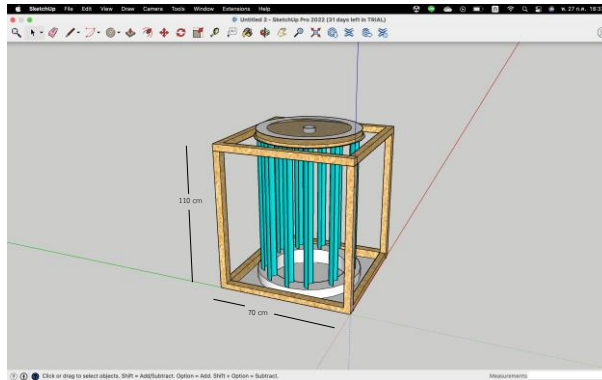 SketchUp File Edit View Draw Camera Tools Window Extensions Help
Untitled 3 - SketchUp Pro 2022 (31 days left in TRIAL)
110 cm
70 cm
Click or drag to select objects. Shift = Add/Subtract. Option = Add. Shift + Option = Subtract.
Measurements